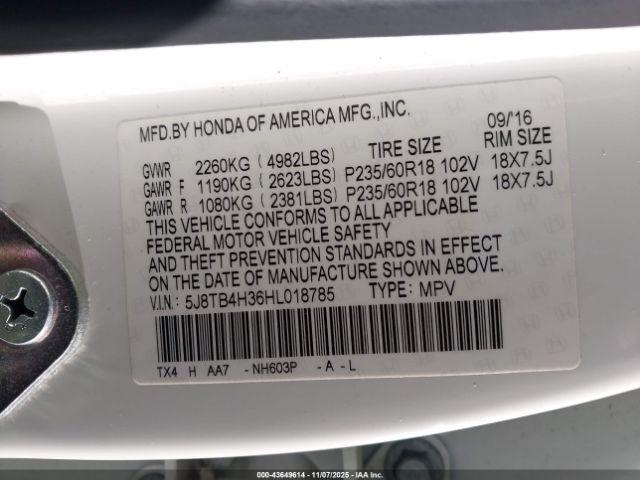 MFD.BY HONDA OF AMERICA MFG.,INC. 09/'16
TIRE SIZE RIM SIZE
GVWR 2260KG (4982LBS)
GAWR F 1190KG (2623LBS) P235/60R18 102V 18X7.5J
GAWR R 1080KG (2381LBS) P235/60R18 102V 18X7.5J
THIS VEHICLE CONFORMS TO ALL APPLICABLE
FEDERAL MOTOR VEHICLE SAFETY
AND THEFT PREVENTION STANDARDS IN EFFECT
ON THE DATE OF MANUFACTURE SHOWN ABOVE.
V.I.N: 5J8TB4H36HL018785 TYPE: MPV
TX4 H AA7 -NH603P -A -L
000-43649614 - 11/07/2025 - IAA Inc.